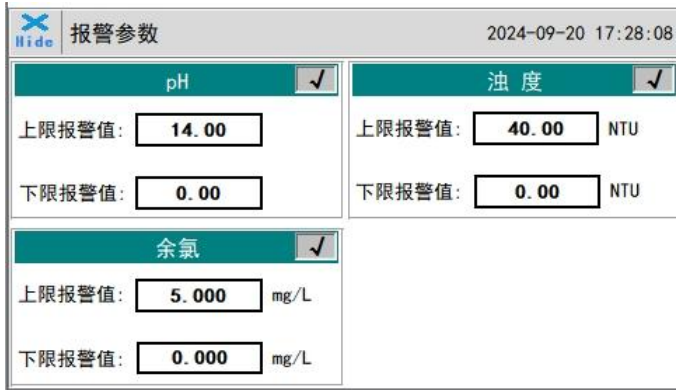 Hide 报警参数 2024-09-20 17:28:08
pH √
上限报警值: 14.00
下限报警值: 0.00
浊 度 √
上限报警值: 40.00 NTU
下限报警值: 0.00 NTU
余氯 √
上限报警值: 5.000 mg/L
下限报警值: 0.000 mg/L